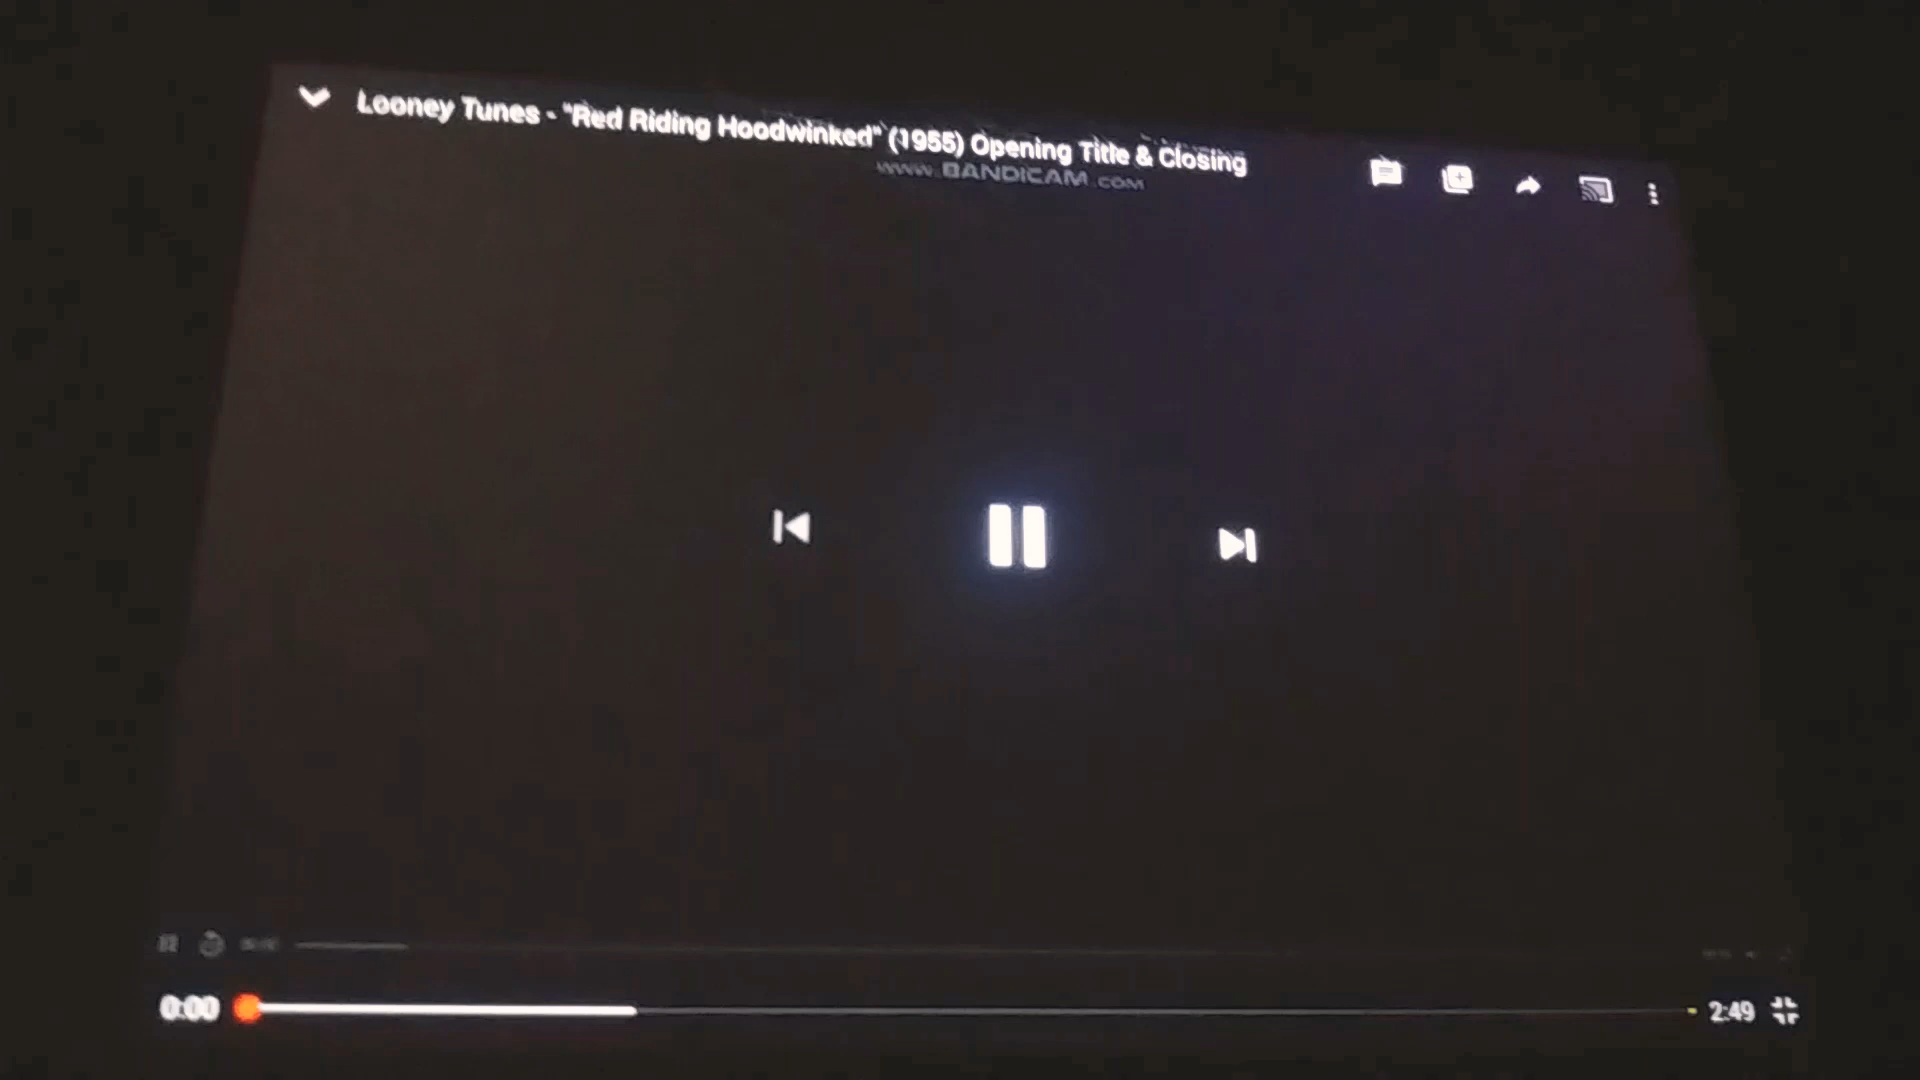 Looney Tunes - "Red Riding Hoodwinked" (1955) Opening Title & Closing
www.BANDICAM.COM
0:00
2:49